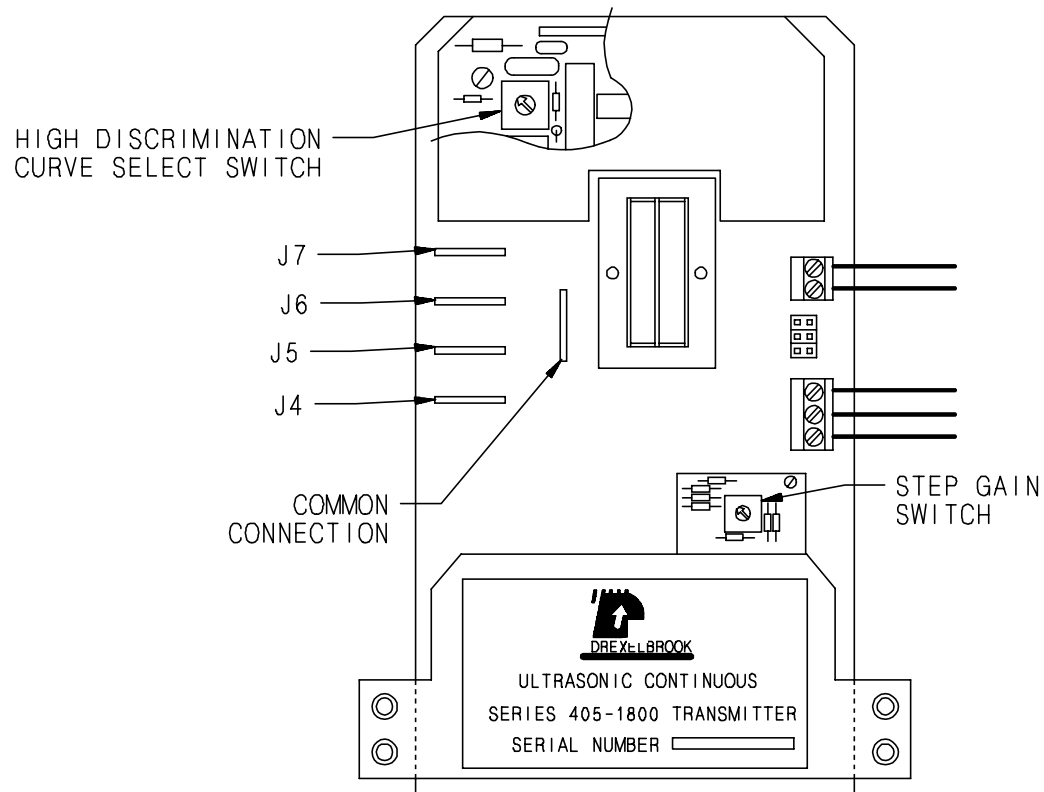 HIGH DISCRIMINATION
CURVE SELECT SWITCH
J7
J6
J5
J4
COMMON
CONNECTION
STEP GAIN
SWITCH
DREXELBROOK
ULTRASONIC CONTINUOUS
SERIES 405-1800 TRANSMITTER
SERIAL NUMBER